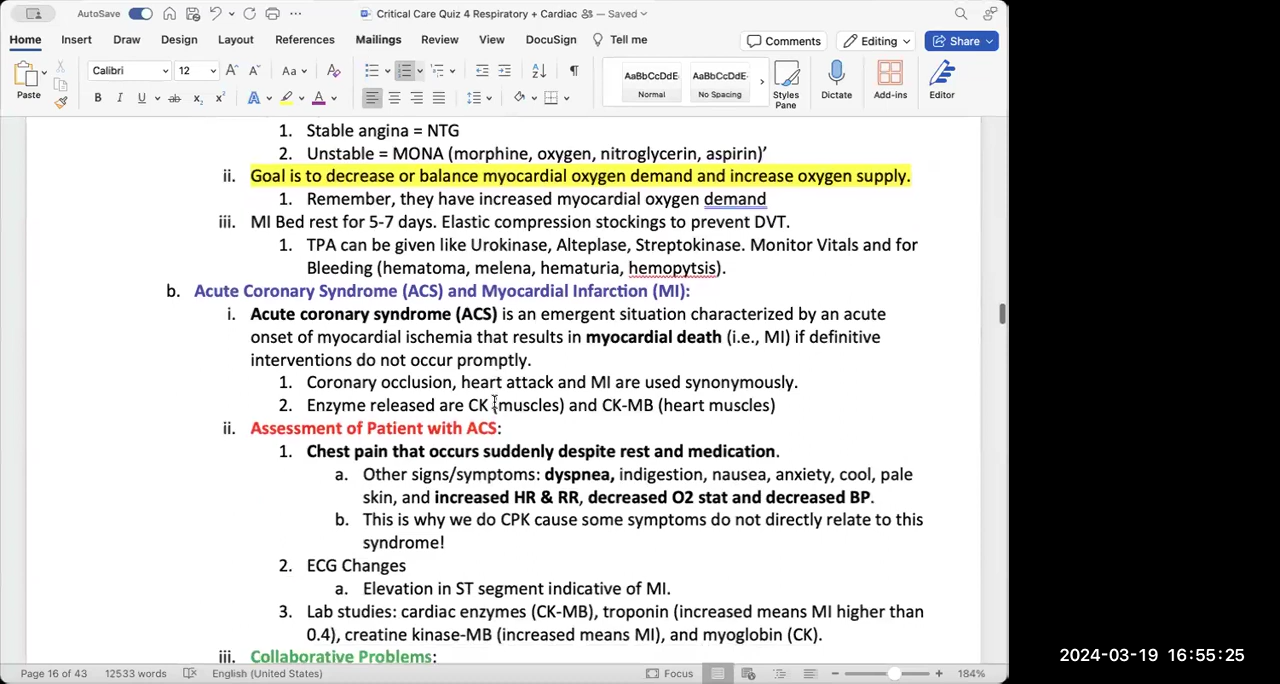 AutoSave
Critical Care Quiz 4 Respiratory + Cardiac — Saved
Home Insert Draw Design Layout References Mailings Review View DocuSign Tell me Comments Editing Share
Paste Calibri 12 A A Aa A AaBbCcDdE AaBbCcDdE Styles Pane Dictate Add-ins Editor
B I U ab x₂ x² A A Normal No Spacing
1. Stable angina = NTG
2. Unstable = MONA (morphine, oxygen, nitroglycerin, aspirin)’
ii. Goal is to decrease or balance myocardial oxygen demand and increase oxygen supply.
1. Remember, they have increased myocardial oxygen demand
iii. MI Bed rest for 5-7 days. Elastic compression stockings to prevent DVT.
1. TPA can be given like Urokinase, Alteplase, Streptokinase. Monitor Vitals and for
Bleeding (hematoma, melena, hematuria, hemopytsis).
b. Acute Coronary Syndrome (ACS) and Myocardial Infarction (MI):
i. Acute coronary syndrome (ACS) is an emergent situation characterized by an acute
onset of myocardial ischemia that results in myocardial death (i.e., MI) if definitive
interventions do not occur promptly.
1. Coronary occlusion, heart attack and MI are used synonymously.
2. Enzyme released are CK (muscles) and CK-MB (heart muscles)
ii. Assessment of Patient with ACS:
1. Chest pain that occurs suddenly despite rest and medication.
a. Other signs/symptoms: dyspnea, indigestion, nausea, anxiety, cool, pale
skin, and increased HR & RR, decreased O2 stat and decreased BP.
b. This is why we do CPK cause some symptoms do not directly relate to this
syndrome!
2. ECG Changes
a. Elevation in ST segment indicative of MI.
3. Lab studies: cardiac enzymes (CK-MB), troponin (increased means MI higher than
0.4), creatine kinase-MB (increased means MI), and myoglobin (CK).
iii. Collaborative Problems:
Page 16 of 43 12533 words English (United States) Focus 184%
2024-03-19 16:55:25